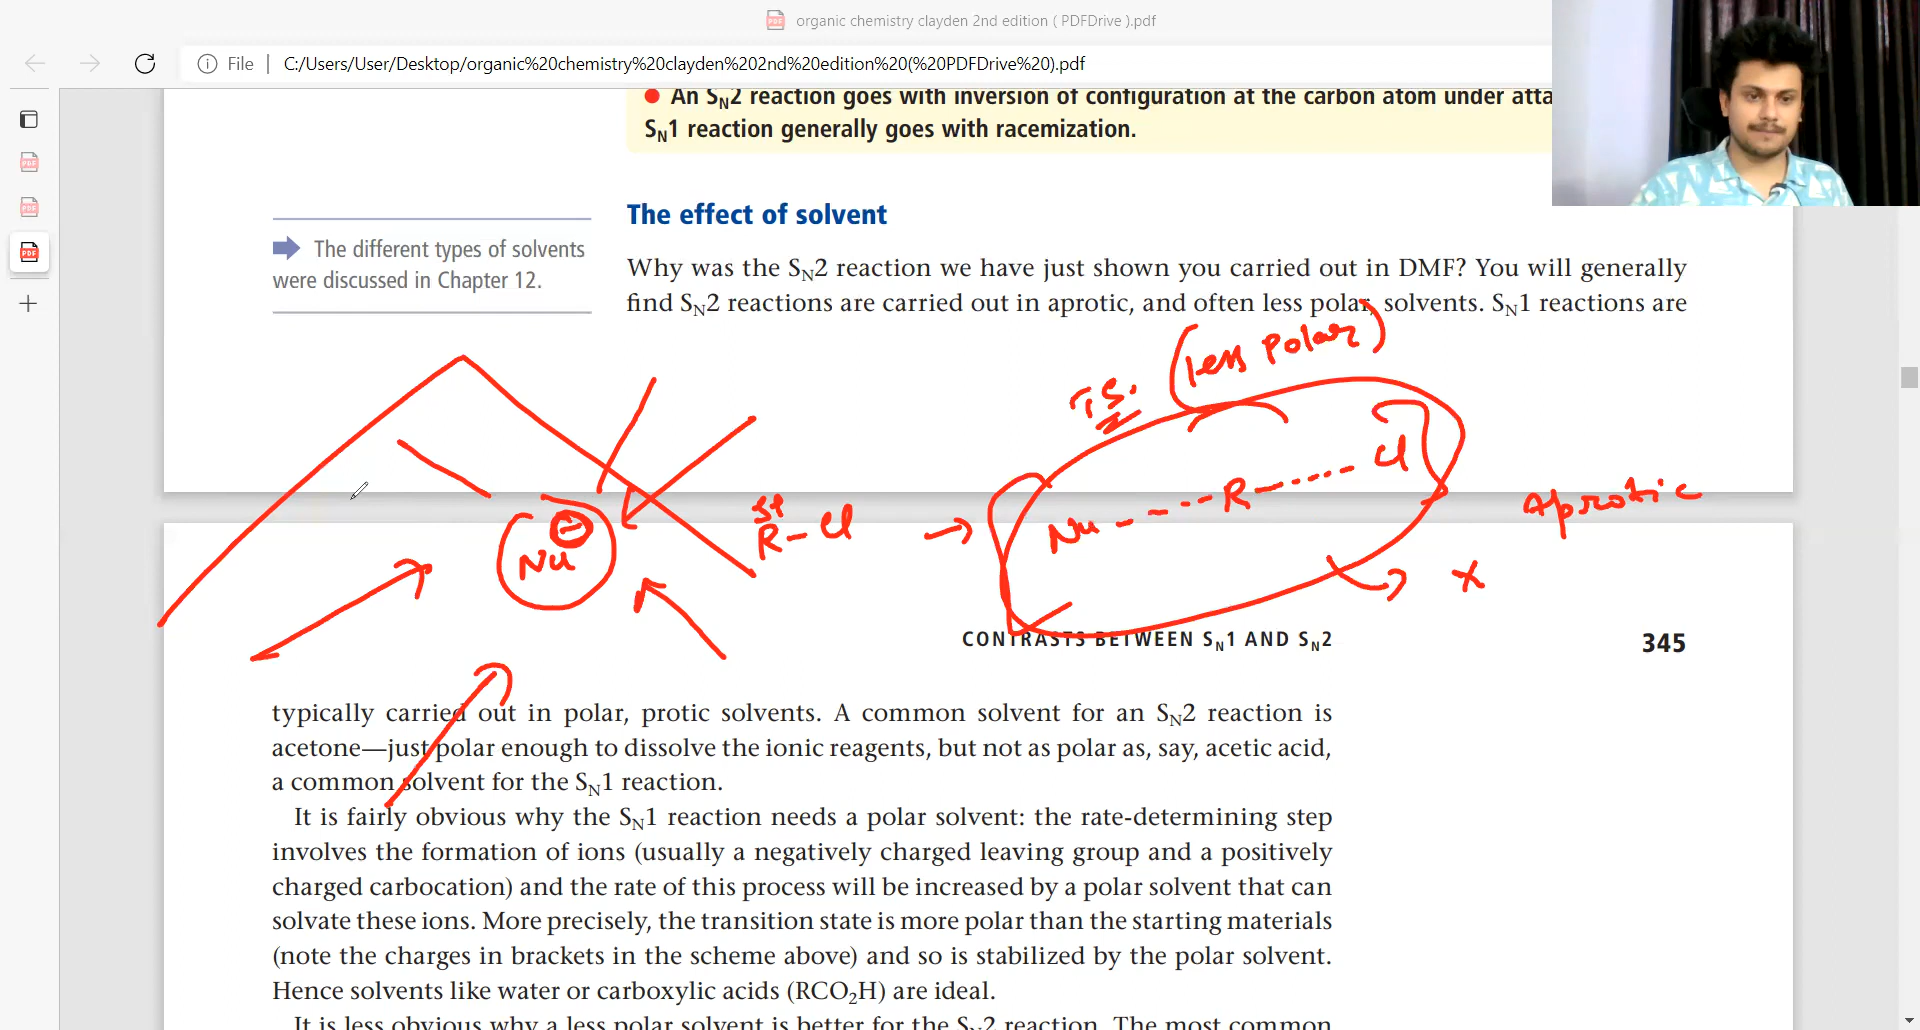 organic chemistry clayden 2nd edition ( PDFDrive ).pdf
File | C:/Users/User/Desktop/organic%20chemistry%20clayden%202nd%20edition%20(%20PDFDrive%20).pdf
• An SN2 reaction goes with inversion of configuration at the carbon atom under atta
SN1 reaction generally goes with racemization.
The effect of solvent
The different types of solvents
were discussed in Chapter 12.
Why was the SN2 reaction we have just shown you carried out in DMF? You will generally
find SN2 reactions are carried out in aprotic, and often less polar, solvents. SN1 reactions are
(less polar)
T.S.
Nu---R---Cl
Aprotic
Nu
R-Cl
CONTRASTS BETWEEN SN1 AND SN2
345
typically carried out in polar, protic solvents. A common solvent for an SN2 reaction is
acetone—just polar enough to dissolve the ionic reagents, but not as polar as, say, acetic acid,
a common solvent for the SN1 reaction.
It is fairly obvious why the SN1 reaction needs a polar solvent: the rate-determining step
involves the formation of ions (usually a negatively charged leaving group and a positively
charged carbocation) and the rate of this process will be increased by a polar solvent that can
solvate these ions. More precisely, the transition state is more polar than the starting materials
(note the charges in brackets in the scheme above) and so is stabilized by the polar solvent.
Hence solvents like water or carboxylic acids (RCO2H) are ideal.
It is less obvious why a less polar solvent is better for the SN2 reaction. The most common